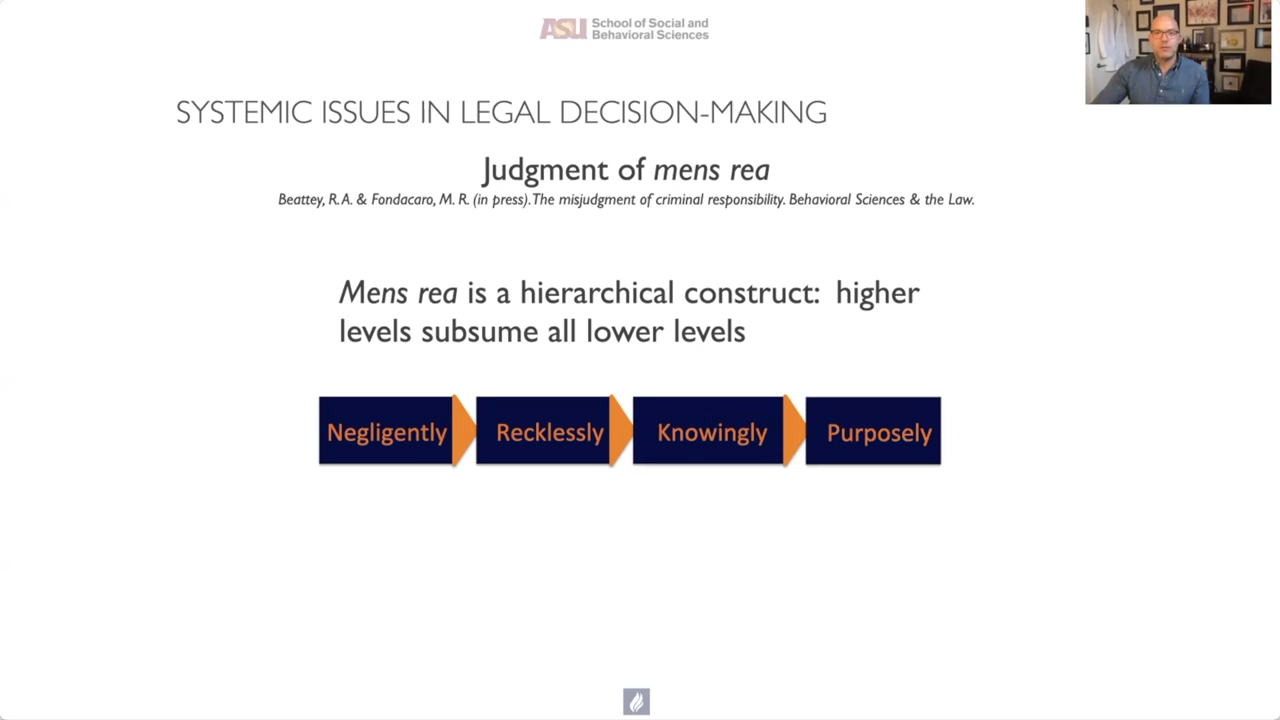 ASU School of Social and
Behavioral Sciences
SYSTEMIC ISSUES IN LEGAL DECISION-MAKING
Judgment of mens rea
Beattey, R. A. & Fondacaro, M. R. (in press). The misjudgment of criminal responsibility. Behavioral Sciences & the Law.
Mens rea is a hierarchical construct: higher
levels subsume all lower levels
Negligently Recklessly Knowingly Purposely